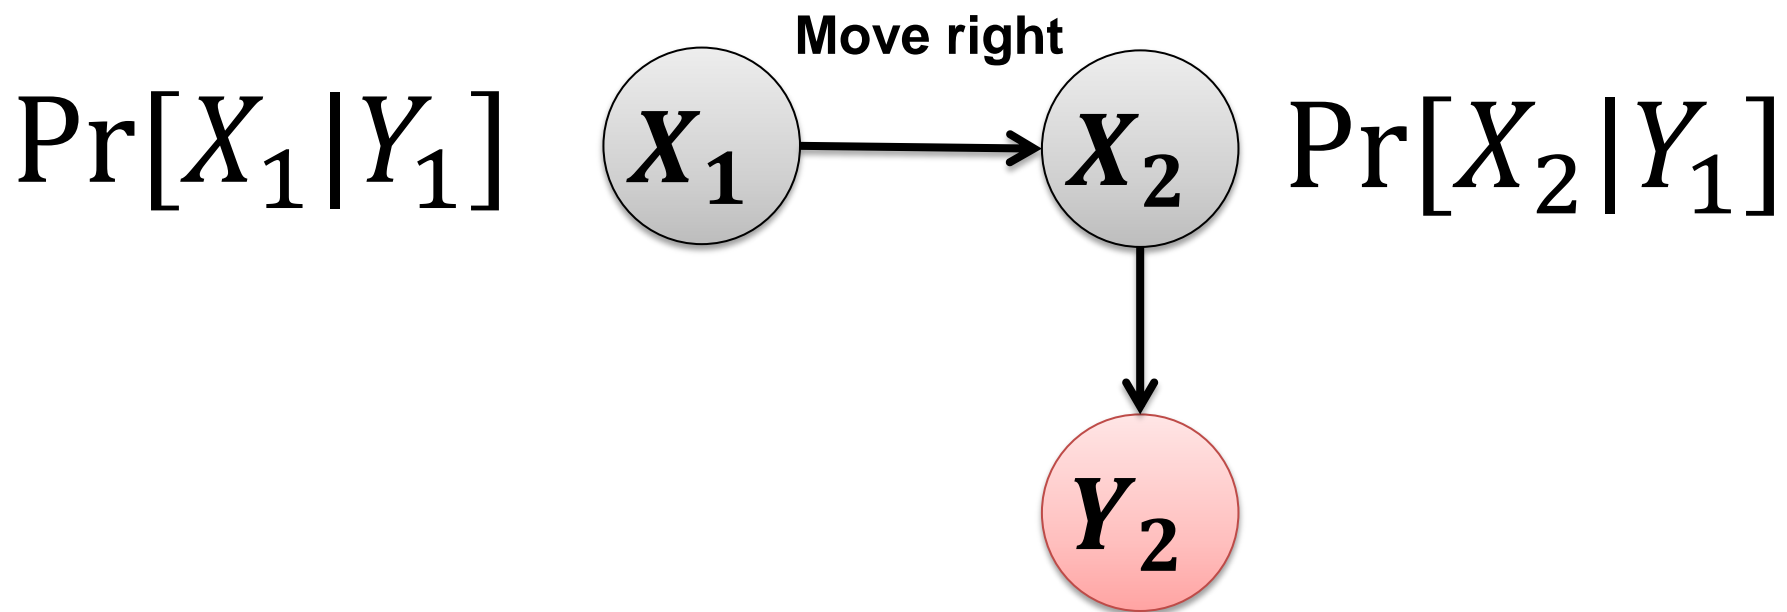 Move right
Pr[X₁|Y₁]
X₁
X₂
Pr[X₂|Y₁]
Y₂